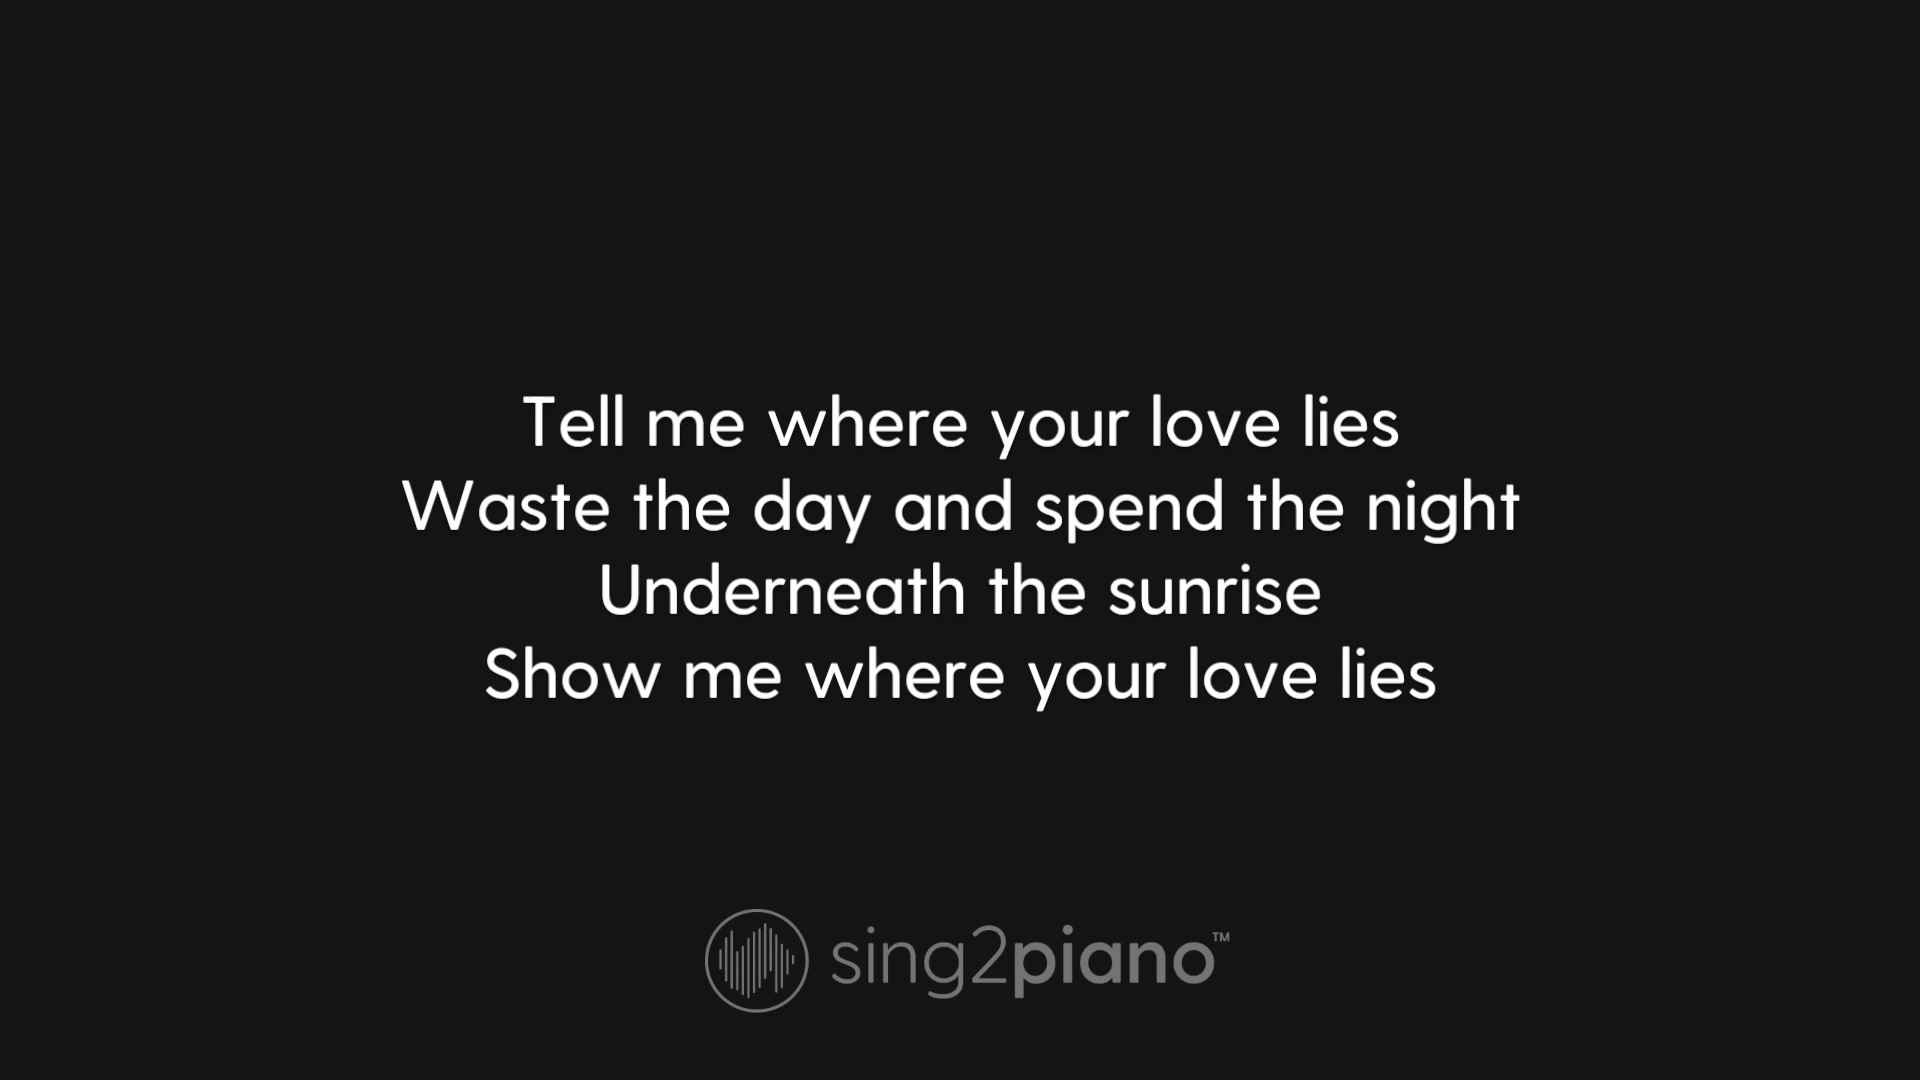 Tell me where your love lies
Waste the day and spend the night
Underneath the sunrise
Show me where your love lies
sing2piano™